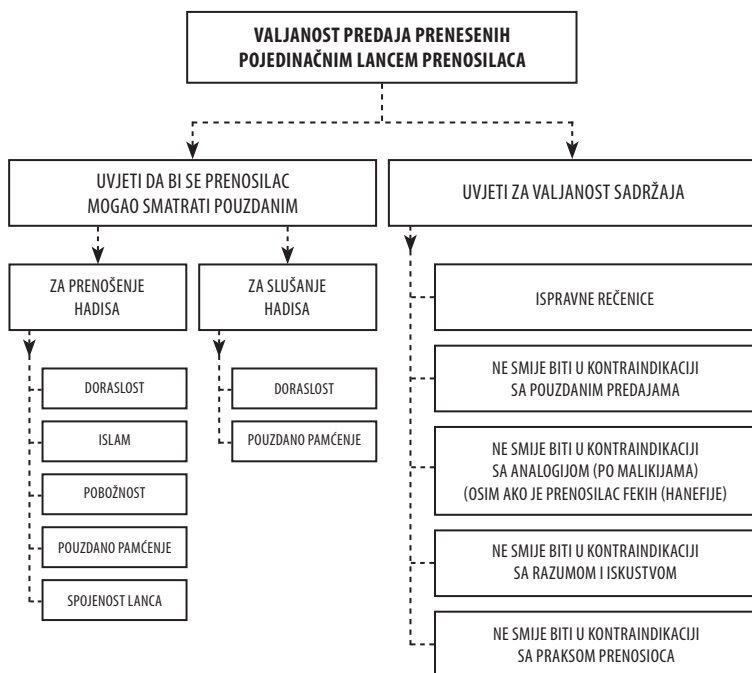 VALJANOST PREDAJA PRENESENIH
POJEDINAČNIM LANCEM PRENOSILACA
UVJETI DA BI SE PRENOSILAC
MOGAO SMATRATI POUZDANIM
ZA PRENOŠENJE
HADISA
DORASLOST
ISLAM
POBOŽNOST
POUZDANO PAMĆENJE
SPOJENOST LANCA
ZA SLUŠANJE
HADISA
DORASLOST
POUZDANO PAMĆENJE
UVJETI ZA VALJANOST SADRŽAJA
ISPRAVNE REČENICE
NE SMIJE BITI U KONTRAINDIKACIJI
SA POUZDANIM PREDAJAMA
NE SMIJE BITI U KONTRAINDIKACIJI
SA ANALOGIJOM (PO MALIKIJAMA)
(OSIM AKO JE PRENOSILAC FEKIH (HANEFIJE)
NE SMIJE BITI U KONTRAINDIKACIJI
SA RAZUMOM I ISKUSTVOM
NE SMIJE BITI U KONTRAINDIKACIJI
SA PRAKSOM PRENOSIOCA